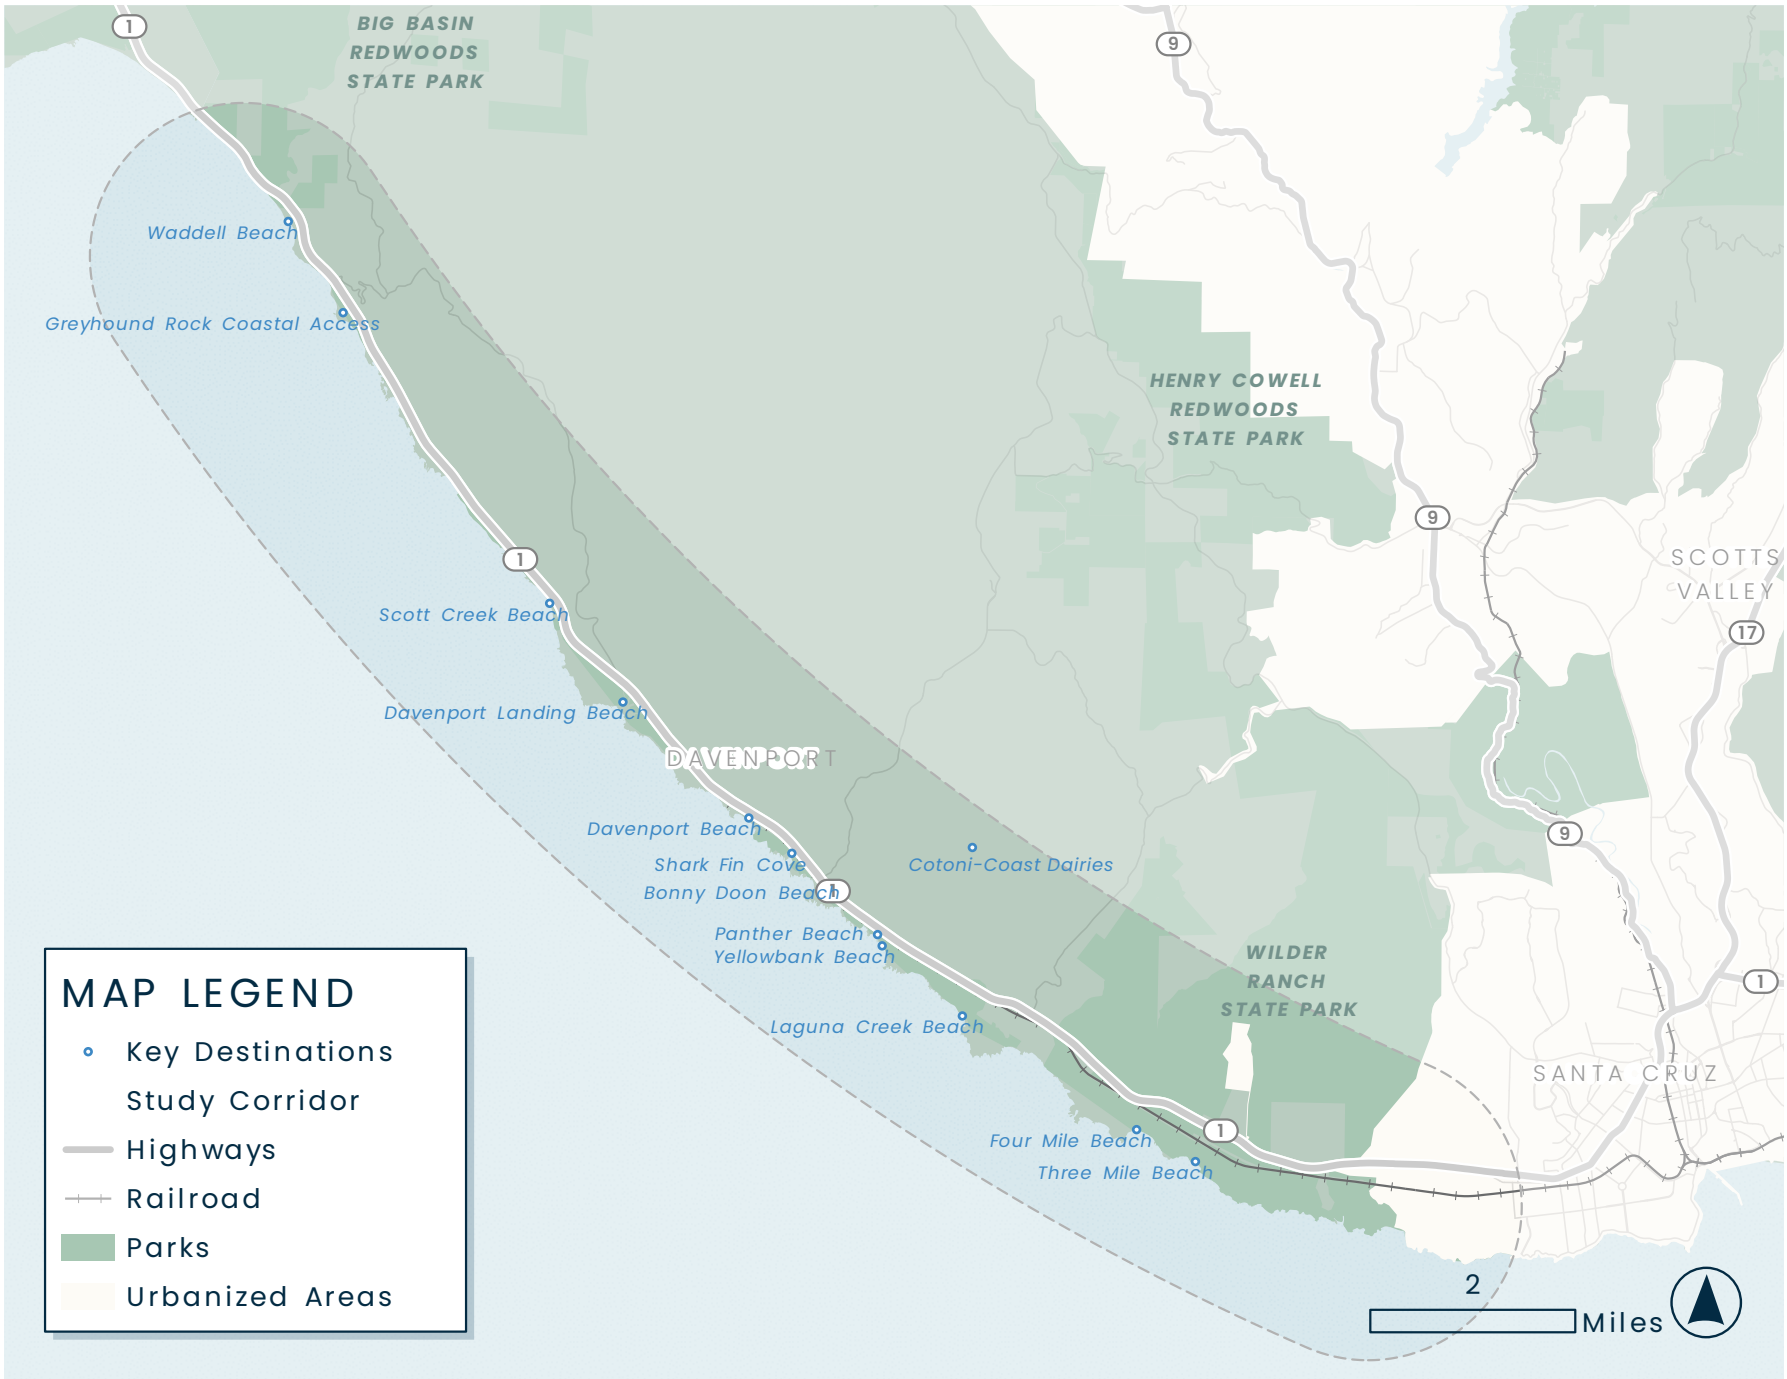 1
BIG BASIN
REDWOODS
STATE PARK
9
Waddell Beach
Greyhound Rock Coastal Access
HENRY COWELL
REDWOODS
STATE PARK
9
1
SCOTTS
VALLEY
17
Scott Creek Beach
Davenport Landing Beach
DAVENPORT
Davenport Beach
9
Shark Fin Cove
Cotoni-Coast Dairies
Bonny Doon Beach
1
Panther Beach
Yellowbank Beach
WILDER
RANCH
STATE PARK
1
Laguna Creek Beach
SANTA CRUZ
Four Mile Beach
1
Three Mile Beach
MAP LEGEND
Key Destinations
Study Corridor
Highways
Railroad
Parks
Urbanized Areas
2
Miles